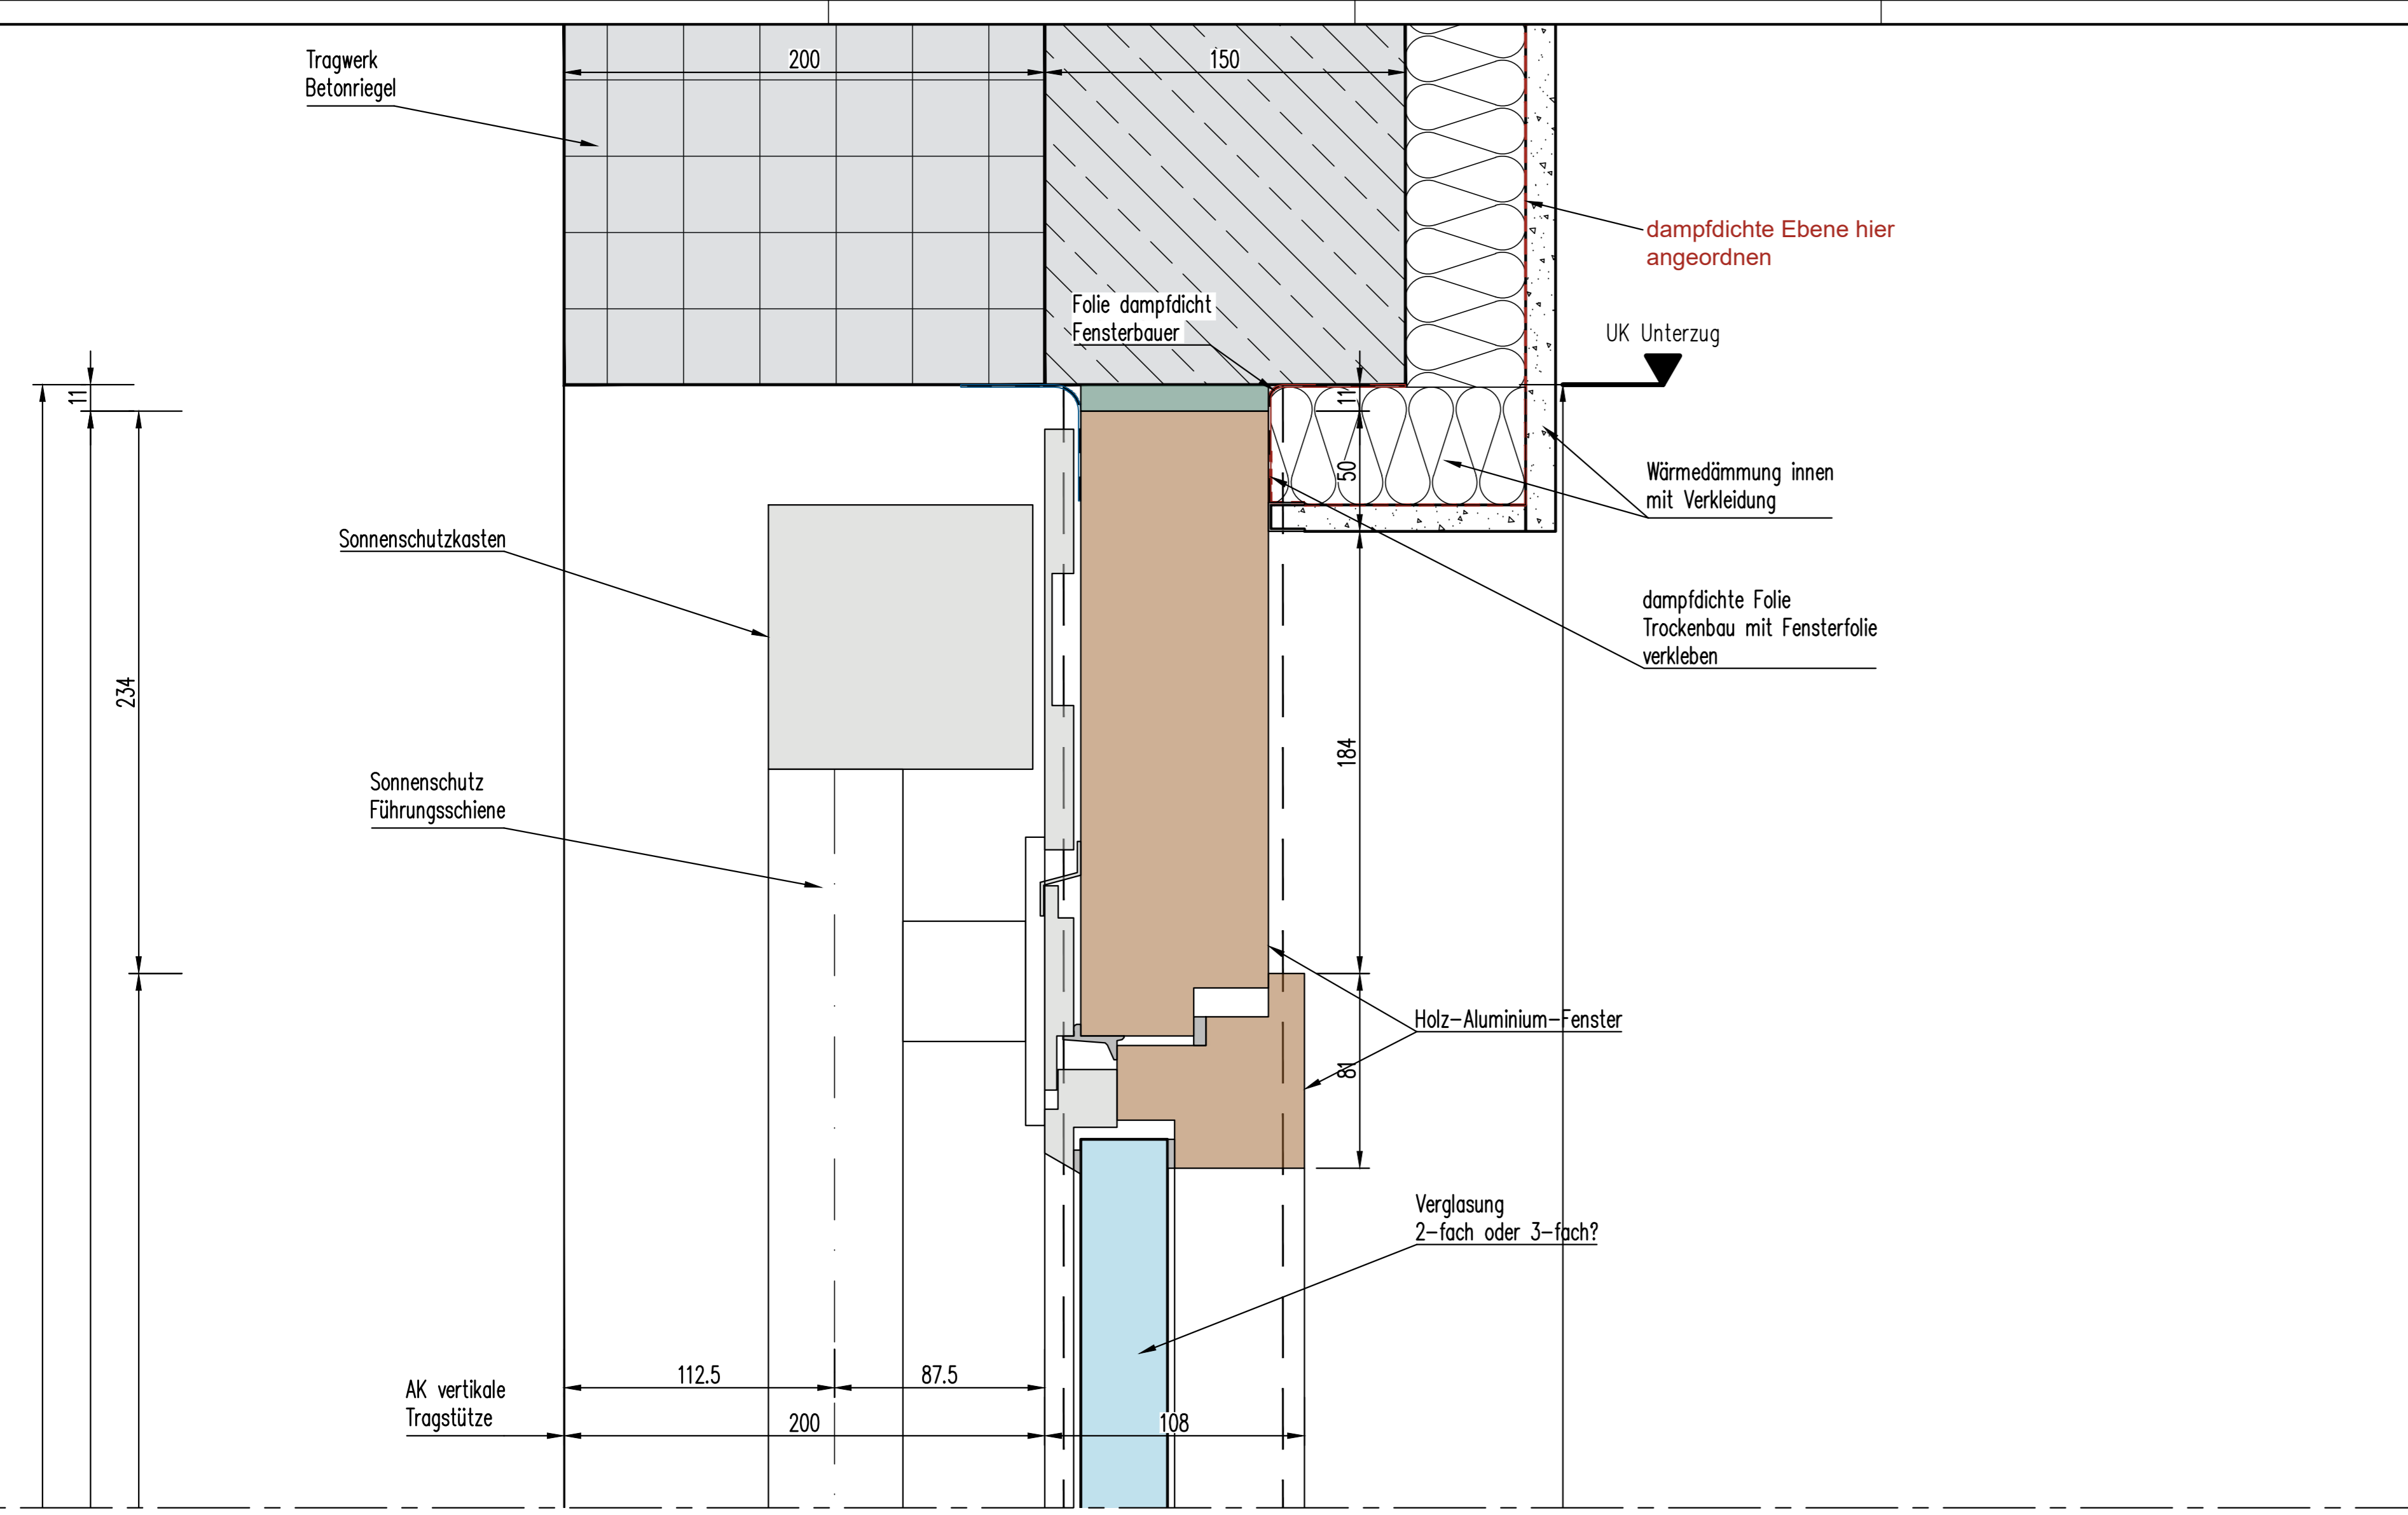 Tragwerk
Betonriegel
200
150
dampfdichte Ebene hier
angeordnen
Folie dampfdicht
Fensterbauer
UK Unterzug
11
11
50
Wärmedämmung innen
mit Verkleidung
Sonnenschutzkasten
dampfdichte Folie
Trockenbau mit Fensterfolie
verkleben
234
184
Sonnenschutz
Führungsschiene
Holz-Aluminium-Fenster
81
Verglasung
2-fach oder 3-fach?
112.5
87.5
AK vertikale
Tragstütze
200
108